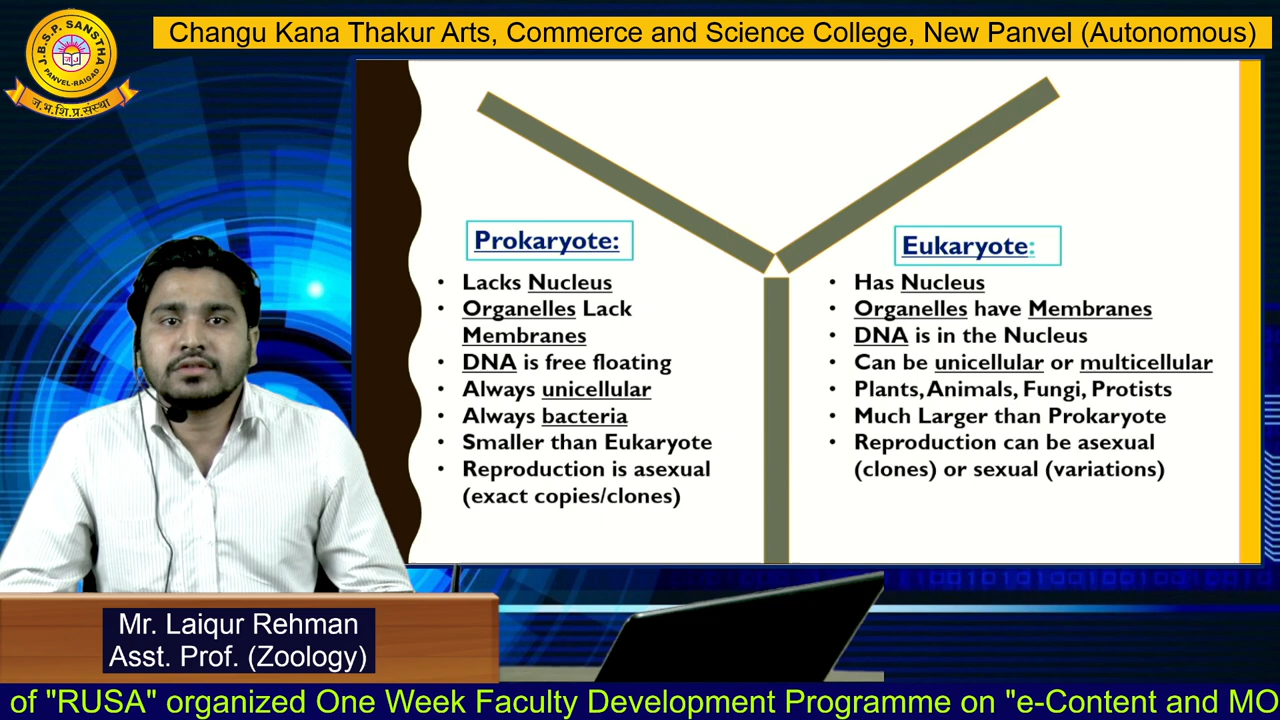 Changu Kana Thakur Arts, Commerce and Science College, New Panvel (Autonomous)
J.B.S.P. SANSTHA
PANVEL-RAIGAD
ज.भ.शि.प्र.संस्था
Prokaryote:
• Lacks Nucleus
• Organelles Lack
Membranes
• DNA is free floating
• Always unicellular
• Always bacteria
• Smaller than Eukaryote
• Reproduction is asexual
(exact copies/clones)
Eukaryote:
• Has Nucleus
• Organelles have Membranes
• DNA is in the Nucleus
• Can be unicellular or multicellular
• Plants, Animals, Fungi, Protists
• Much Larger than Prokaryote
• Reproduction can be asexual
(clones) or sexual (variations)
Mr. Laiqur Rehman
Asst. Prof. (Zoology)
of "RUSA" organized One Week Faculty Development Programme on "e-Content and MO